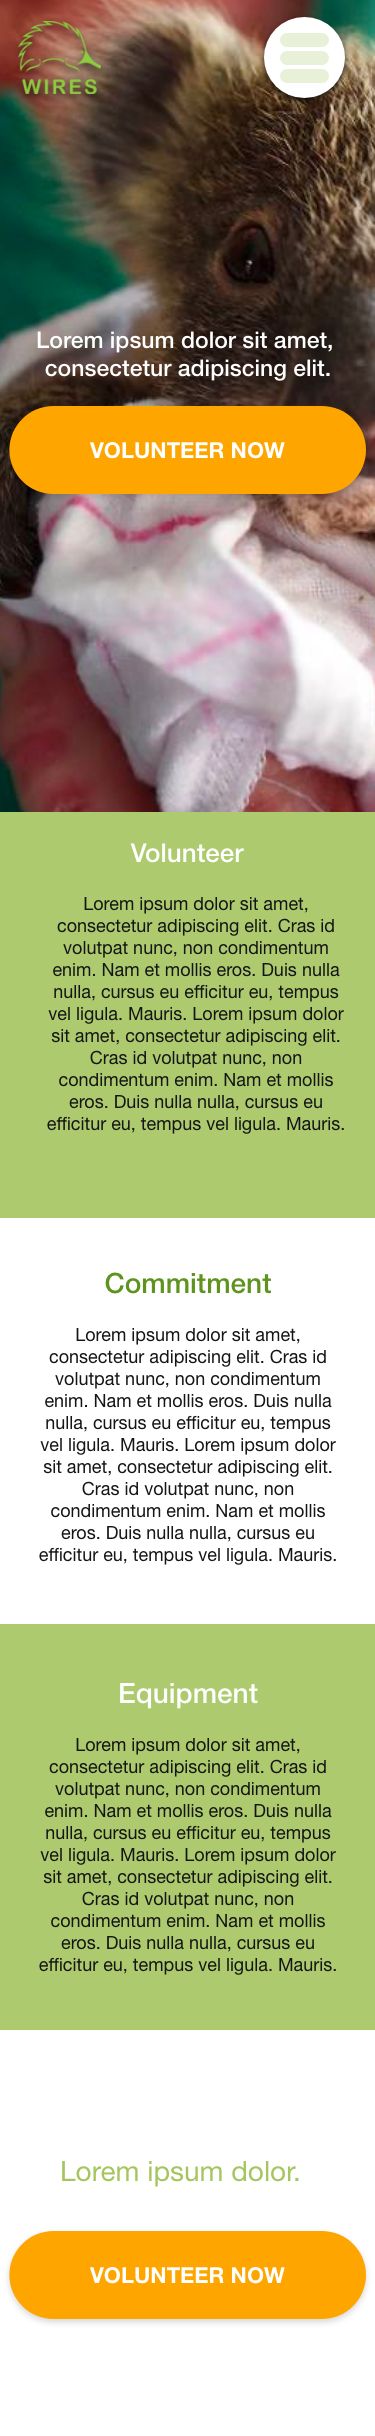 WIRES
Lorem ipsum dolor sit amet,
consectetur adipiscing elit.
VOLUNTEER NOW
Volunteer
Lorem ipsum dolor sit amet,
consectetur adipiscing elit. Cras id
volutpat nunc, non condimentum
enim. Nam et mollis eros. Duis nulla
nulla, cursus eu efficitur eu, tempus
vel ligula. Mauris. Lorem ipsum dolor
sit amet, consectetur adipiscing elit.
Cras id volutpat nunc, non
condimentum enim. Nam et mollis
eros. Duis nulla nulla, cursus eu
efficitur eu, tempus vel ligula. Mauris.
Commitment
Lorem ipsum dolor sit amet,
consectetur adipiscing elit. Cras id
volutpat nunc, non condimentum
enim. Nam et mollis eros. Duis nulla
nulla, cursus eu efficitur eu, tempus
vel ligula. Mauris. Lorem ipsum dolor
sit amet, consectetur adipiscing elit.
Cras id volutpat nunc, non
condimentum enim. Nam et mollis
eros. Duis nulla nulla, cursus eu
efficitur eu, tempus vel ligula. Mauris.
Equipment
Lorem ipsum dolor sit amet,
consectetur adipiscing elit. Cras id
volutpat nunc, non condimentum
enim. Nam et mollis eros. Duis nulla
nulla, cursus eu efficitur eu, tempus
vel ligula. Mauris. Lorem ipsum dolor
sit amet, consectetur adipiscing elit.
Cras id volutpat nunc, non
condimentum enim. Nam et mollis
eros. Duis nulla nulla, cursus eu
efficitur eu, tempus vel ligula. Mauris.
Lorem ipsum dolor.
VOLUNTEER NOW